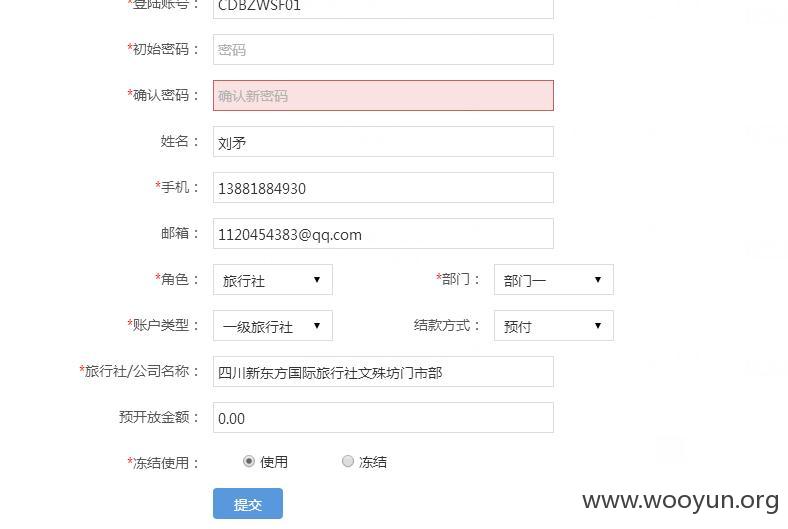 *登陆账号： CDBZWSF01
*初始密码： 密码
*确认密码： 确认新密码
姓名： 刘矛
*手机： 13881884930
邮箱： 1120454383@qq.com
*角色： 旅行社 ▼ *部门： 部门一 ▼
*账户类型： 一级旅行社 ▼ 结款方式： 预付 ▼
*旅行社/公司名称： 四川新东方国际旅行社文殊坊门市部
预开放金额： 0.00
*冻结使用： 使用 冻结
提交
www.wooyun.org